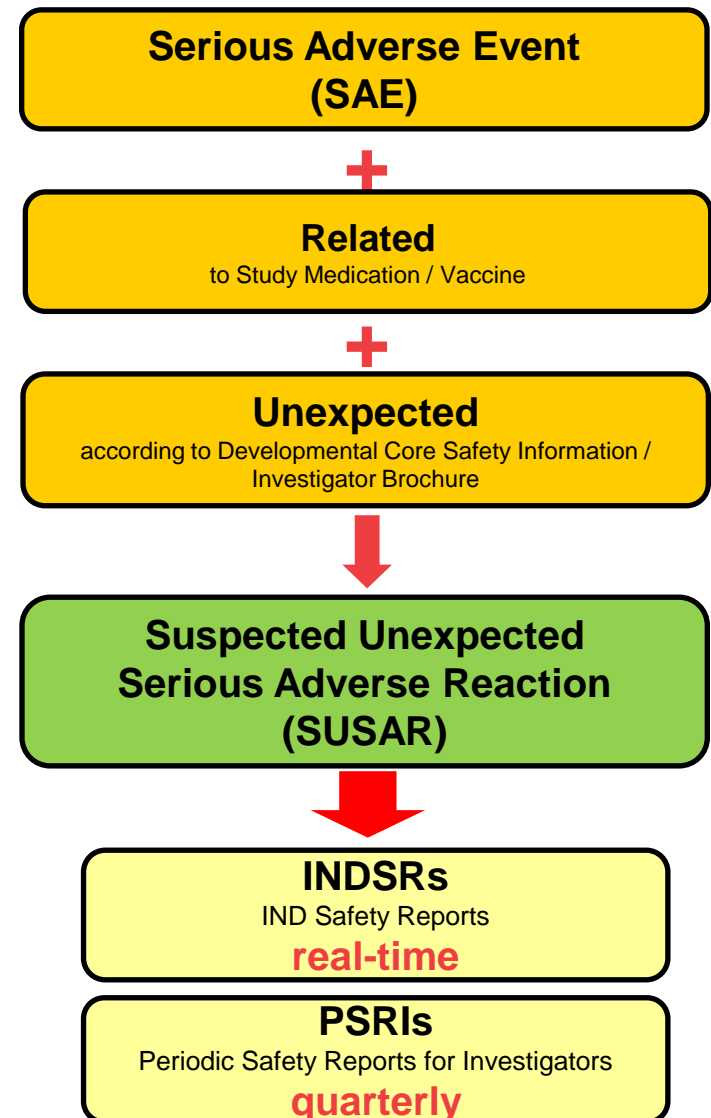 Serious Adverse Event
(SAE)
+
Related
to Study Medication / Vaccine
+
Unexpected
according to Developmental Core Safety Information /
Investigator Brochure
Suspected Unexpected
Serious Adverse Reaction
(SUSAR)
INDSRs
IND Safety Reports
real-time
PSRIs
Periodic Safety Reports for Investigators
quarterly